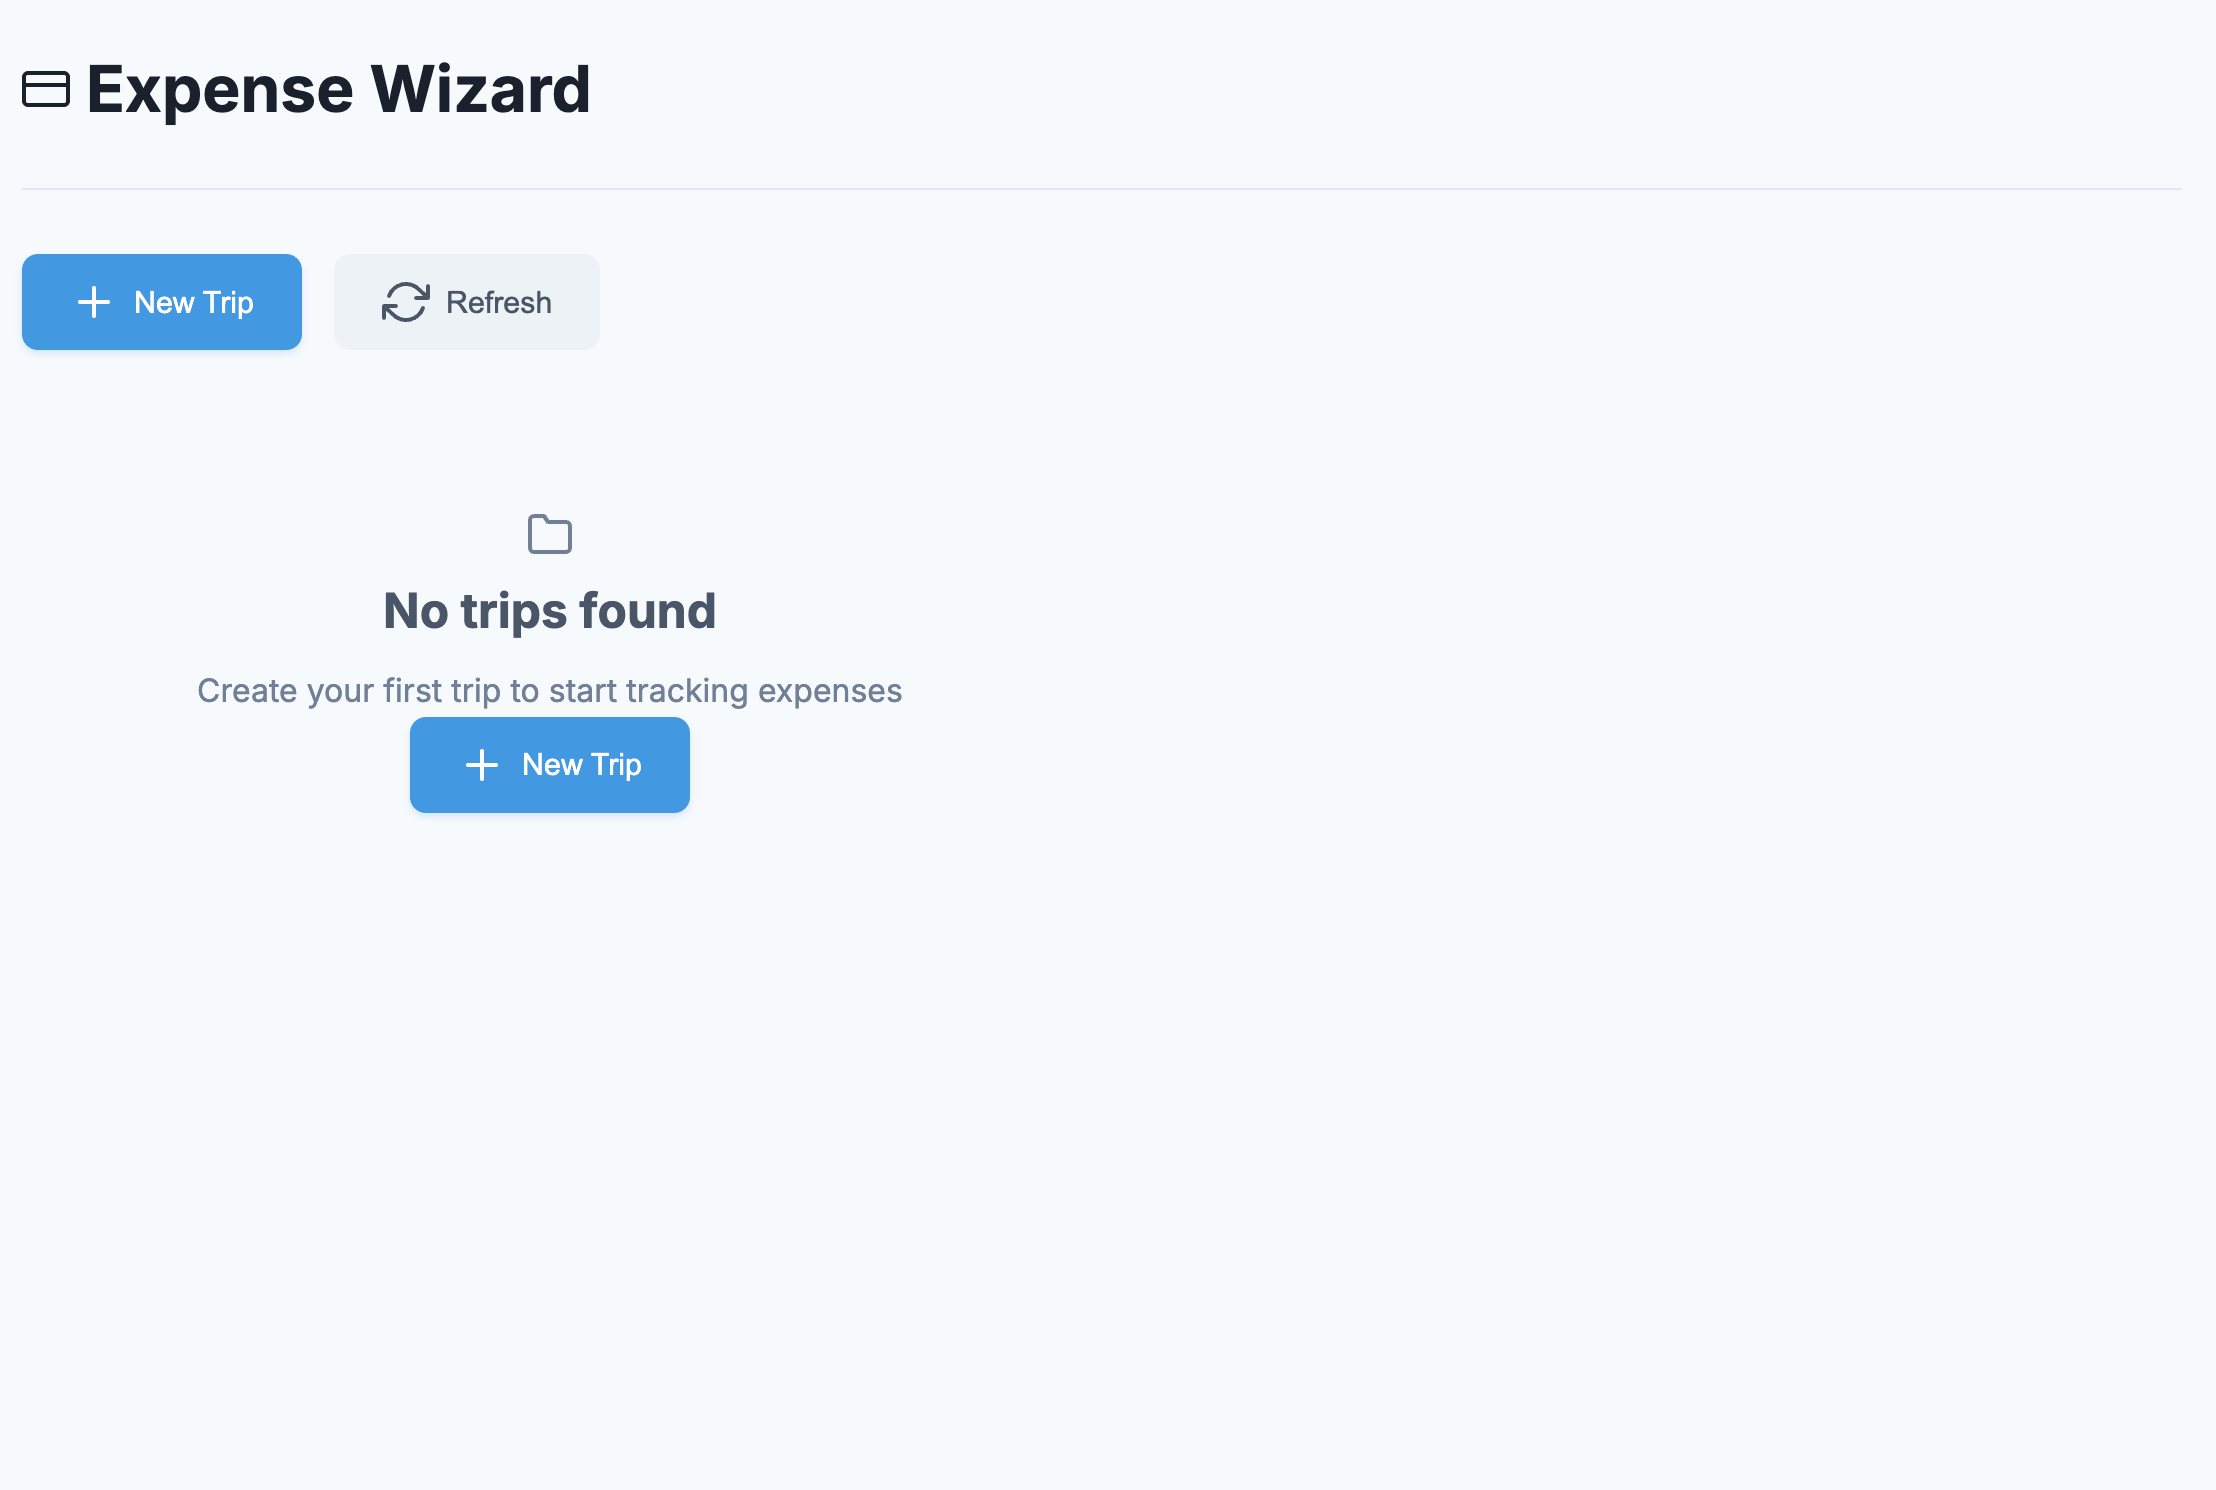 Expense Wizard
New Trip
Refresh
No trips found
Create your first trip to start tracking expenses
New Trip